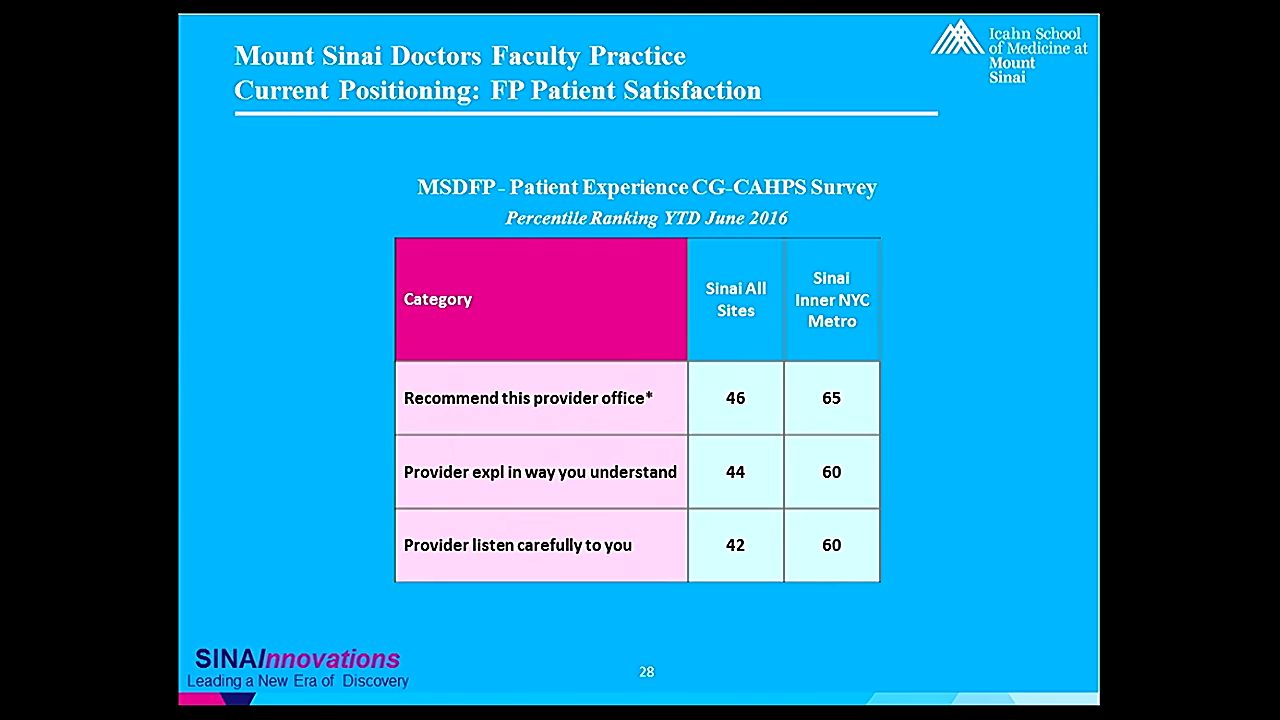 Mount Sinai Doctors Faculty Practice
Current Positioning: FP Patient Satisfaction
Icahn School
of Medicine at
Mount
Sinai
MSDFP - Patient Experience CG-CAHPS Survey
Percentile Ranking YTD June 2016
Category
Sinai All
Sites
Sinai
Inner NYC
Metro
Recommend this provider office* 46 65
Provider expl in way you understand 44 60
Provider listen carefully to you 42 60
SINAInnovations
Leading a New Era of Discovery
28